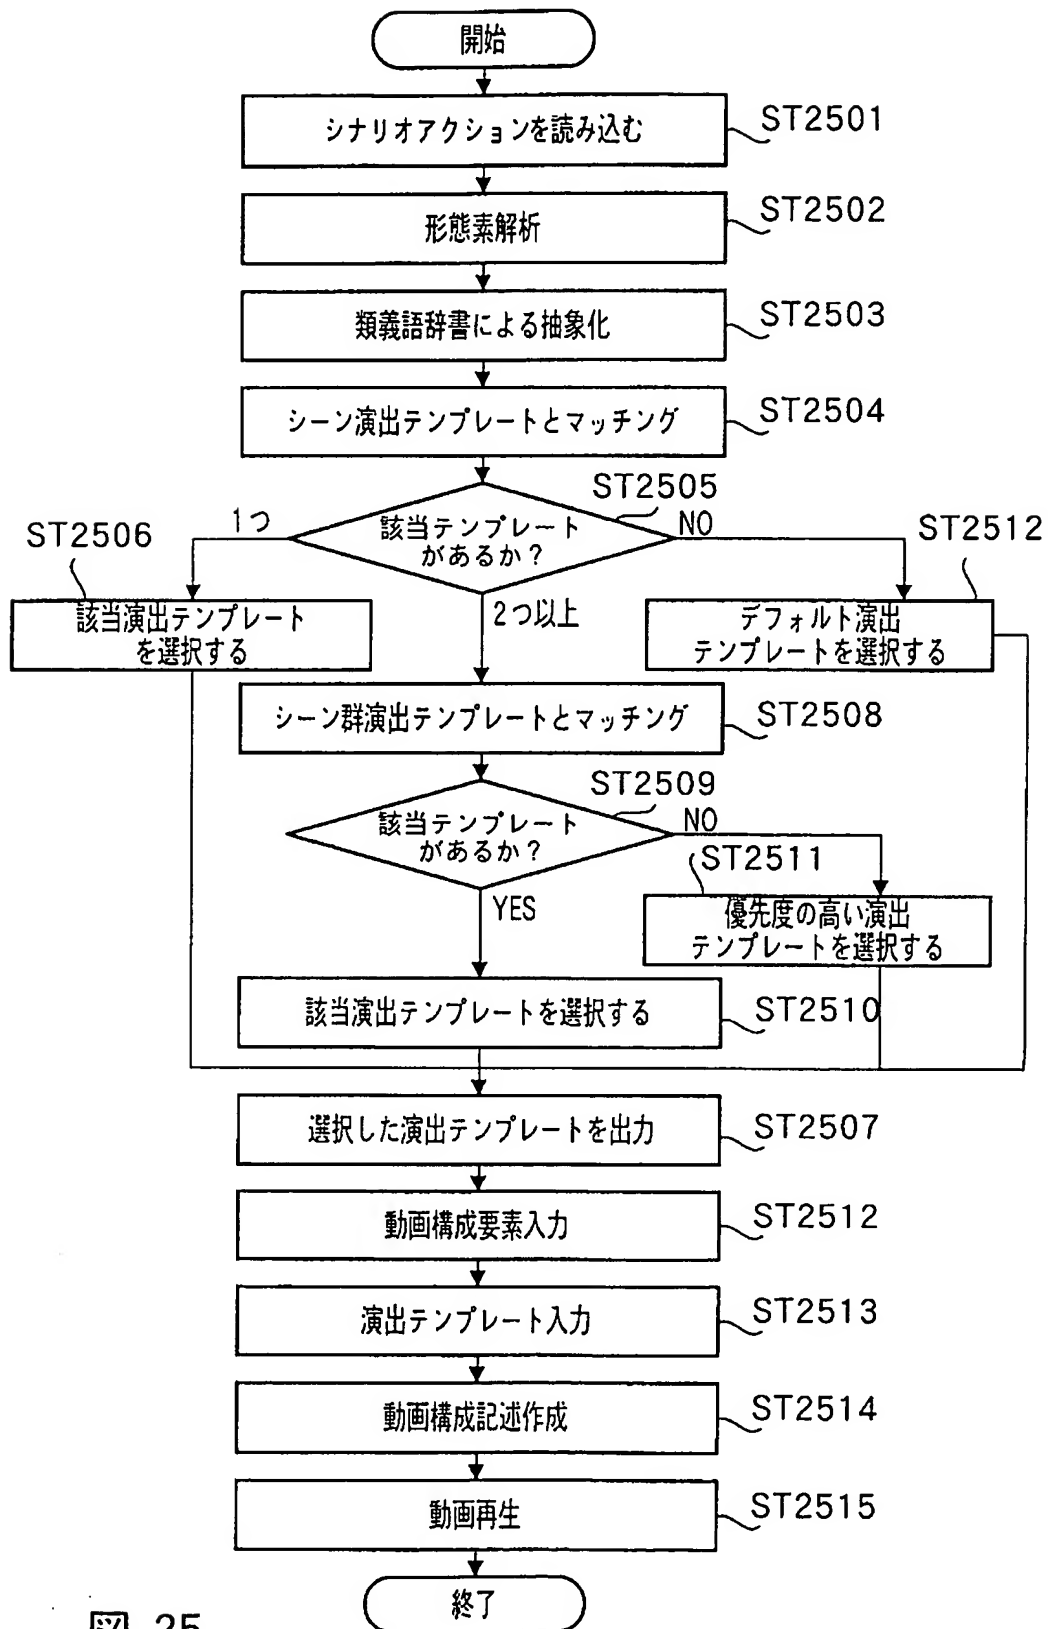 開始
シナリオアクションを読み込む
ST2501
形態素解析
ST2502
類義語辞書による抽象化
ST2503
シーン演出テンプレートとマッチング
ST2504
ST2505
該当テンプレート
があるか?
1つ
NO
2つ以上
ST2506
該当演出テンプレート
を選択する
ST2512
デフォルト演出
テンプレートを選択する
シーン群演出テンプレートとマッチング
ST2508
ST2509
該当テンプレート
があるか?
NO
YES
ST2511
優先度の高い演出
テンプレートを選択する
該当演出テンプレートを選択する
ST2510
選択した演出テンプレートを出力
ST2507
動画構成要素入力
ST2512
演出テンプレート入力
ST2513
動画構成記述作成
ST2514
動画再生
ST2515
終了
図 25